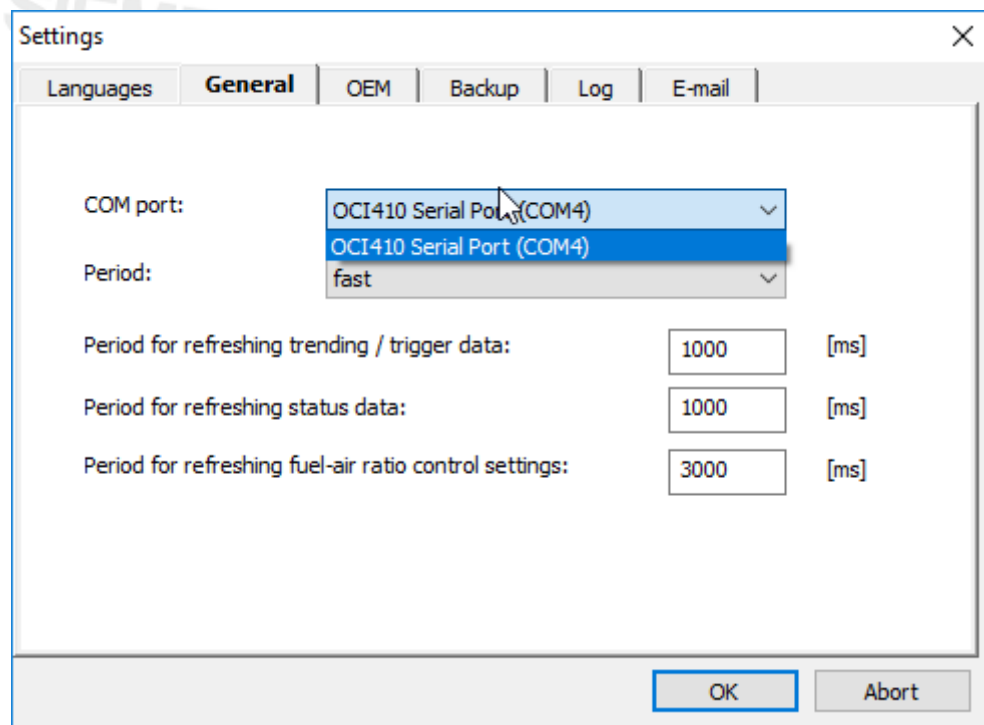 Settings
Languages General OEM Backup Log E-mail
COM port: OCI410 Serial Port (COM4)
OCI410 Serial Port (COM4)
Period: fast
Period for refreshing trending / trigger data: 1000 [ms]
Period for refreshing status data: 1000 [ms]
Period for refreshing fuel-air ratio control settings: 3000 [ms]
OK Abort